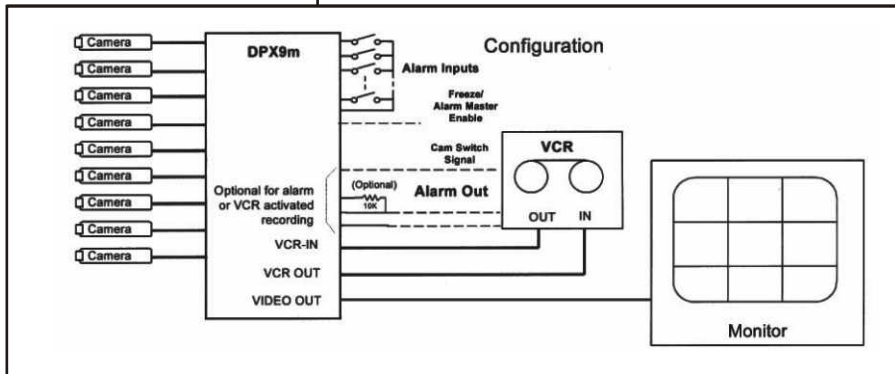 Configuration
Camera
Camera
Camera
Camera
Camera
Camera
Camera
Camera
Camera
DPX9m
Alarm Inputs
Freeze/
Alarm Master
Enable
Cam Switch
Signal
Optional for alarm
or VCR activated
recording
(Optional)
10K
Alarm Out
VCR-IN
VCR OUT
VIDEO OUT
VCR
OUT IN
Monitor